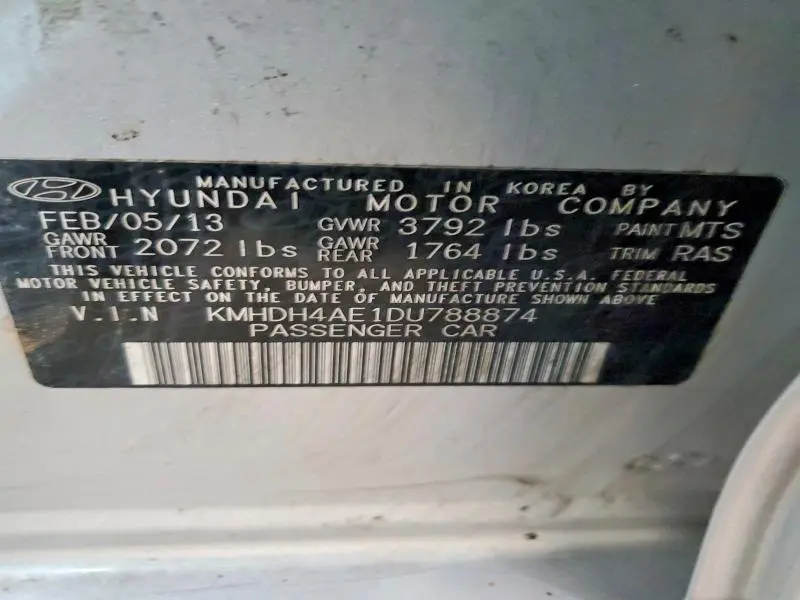 MANUFACTURED IN KOREA BY
HYUNDAI MOTOR COMPANY
FEB/05/13 GVWR 3792 lbs PAINT MTS
GAWR FRONT 2072 lbs GAWR REAR 1764 lbs TRIM RAS
THIS VEHICLE CONFORMS TO ALL APPLICABLE U.S.A. FEDERAL
MOTOR VEHICLE SAFETY, BUMPER, AND THEFT PREVENTION STANDARDS
IN EFFECT ON THE DATE OF MANUFACTURE SHOWN ABOVE
V.I.N KMHDH4AE1DU788874
PASSENGER CAR